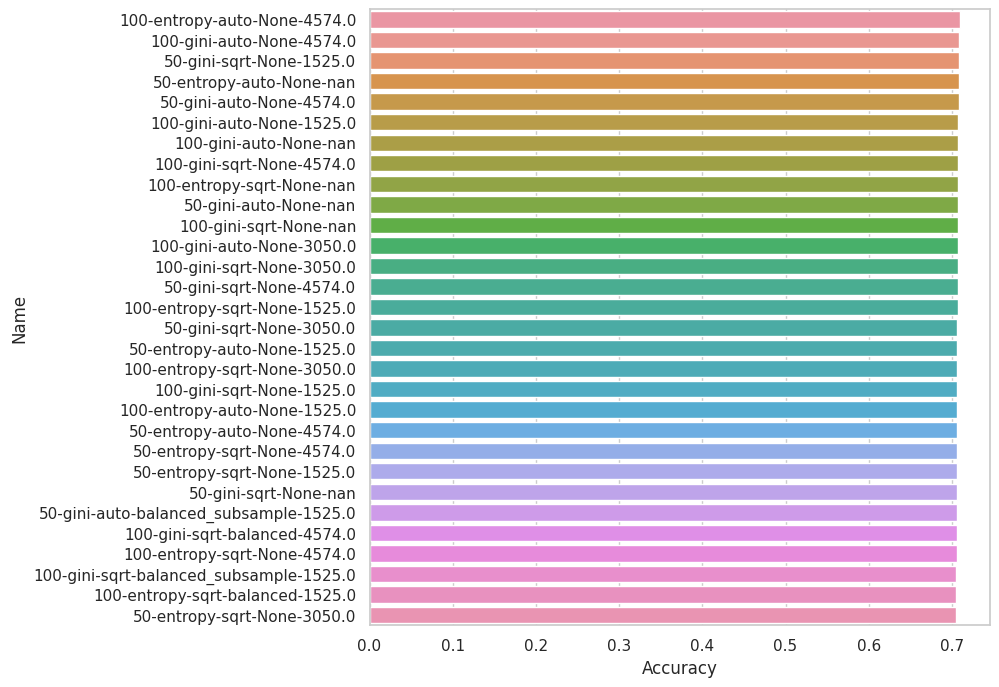 100-entropy-auto-None-4574.0
100-gini-auto-None-4574.0
50-gini-sqrt-None-1525.0
50-entropy-auto-None-nan
50-gini-auto-None-4574.0
100-gini-auto-None-1525.0
100-gini-auto-None-nan
100-gini-sqrt-None-4574.0
100-entropy-sqrt-None-nan
50-gini-auto-None-nan
100-gini-sqrt-None-nan
100-gini-auto-None-3050.0
100-gini-sqrt-None-3050.0
50-gini-sqrt-None-4574.0
100-entropy-sqrt-None-1525.0
50-gini-sqrt-None-3050.0
50-entropy-auto-None-1525.0
100-entropy-sqrt-None-3050.0
100-gini-sqrt-None-1525.0
100-entropy-auto-None-1525.0
50-entropy-auto-None-4574.0
50-entropy-sqrt-None-4574.0
50-entropy-sqrt-None-1525.0
50-gini-sqrt-None-nan
50-gini-auto-balanced_subsample-1525.0
100-gini-sqrt-balanced-4574.0
100-entropy-sqrt-None-4574.0
100-gini-sqrt-balanced_subsample-1525.0
100-entropy-sqrt-balanced-1525.0
50-entropy-sqrt-None-3050.0
Name
0.0 0.1 0.2 0.3 0.4 0.5 0.6 0.7
Accuracy